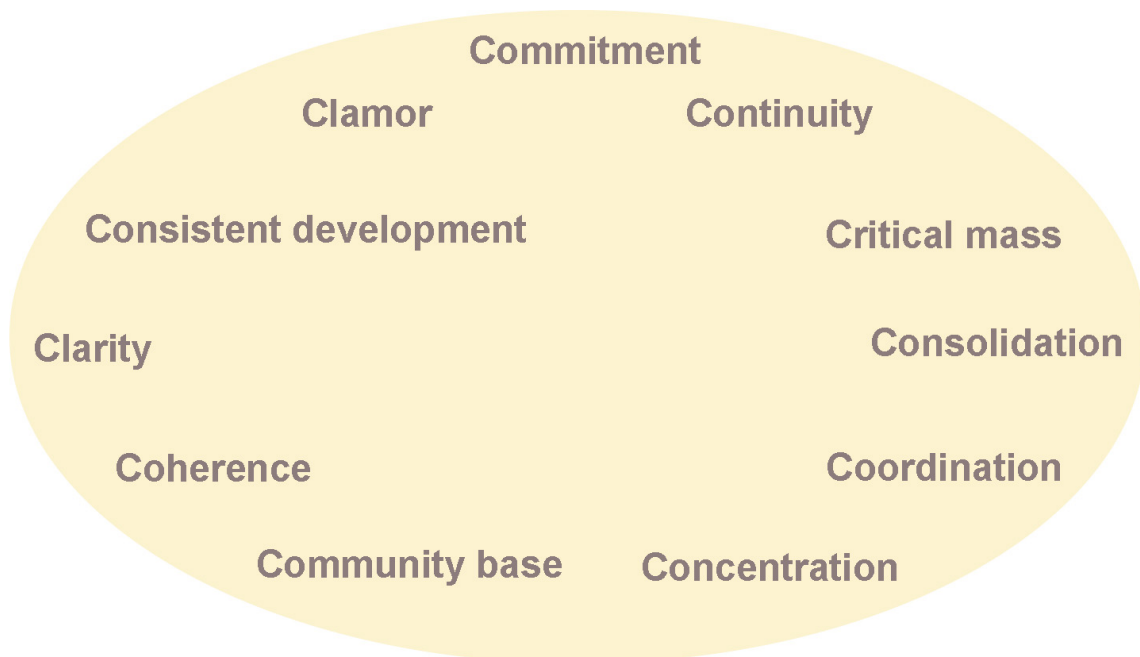 Commitment
Clamor
Continuity
Consistent development
Critical mass
Clarity
Consolidation
Coherence
Coordination
Community base
Concentration